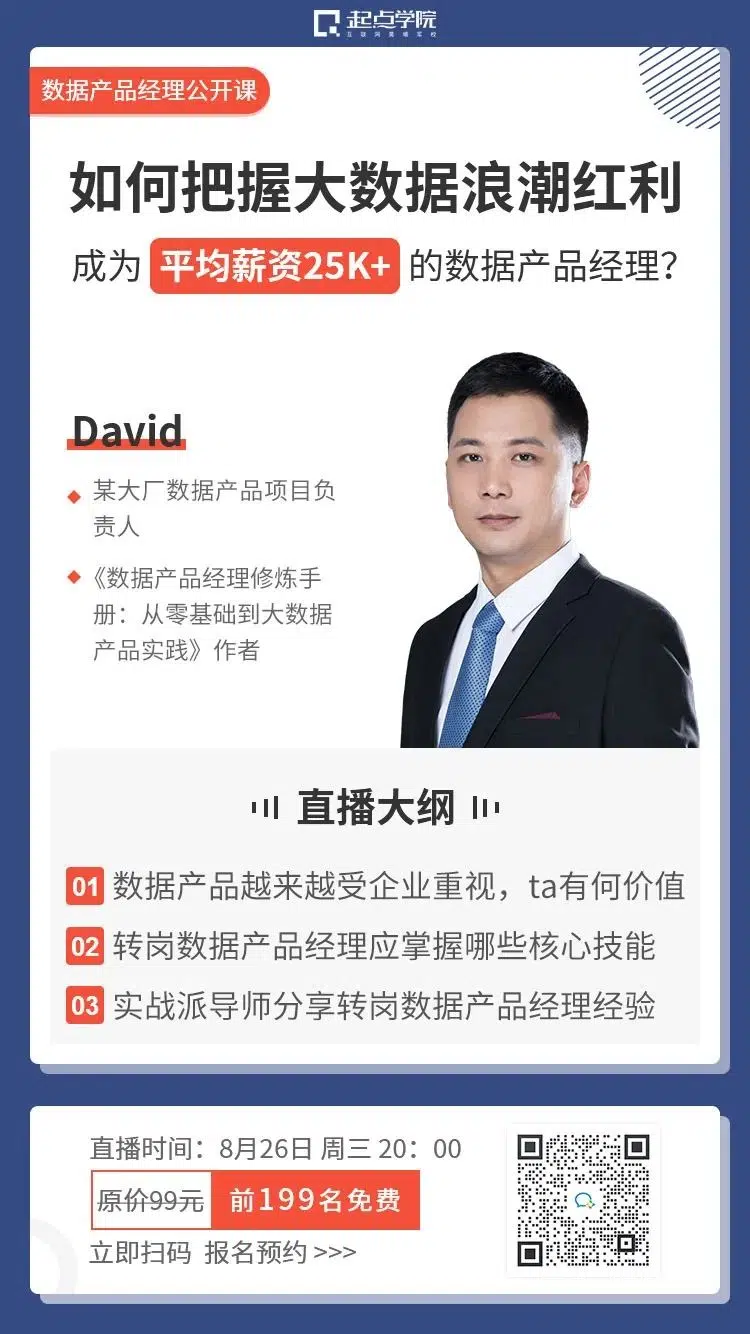 起点学院
互联网黄埔军校
数据产品经理公开课
如何把握大数据浪潮红利
成为 平均薪资25K+ 的数据产品经理?
David
某大厂数据产品项目负
责人
《数据产品经理修炼手
册：从零基础到大数据
产品实践》作者
直播大纲
01 数据产品越来越受企业重视，ta有何价值
02 转岗数据产品经理应掌握哪些核心技能
03 实战派导师分享转岗数据产品经理经验
直播时间：8月26日 周三 20：00
原价99元 前199名免费
立即扫码 报名预约 >>>